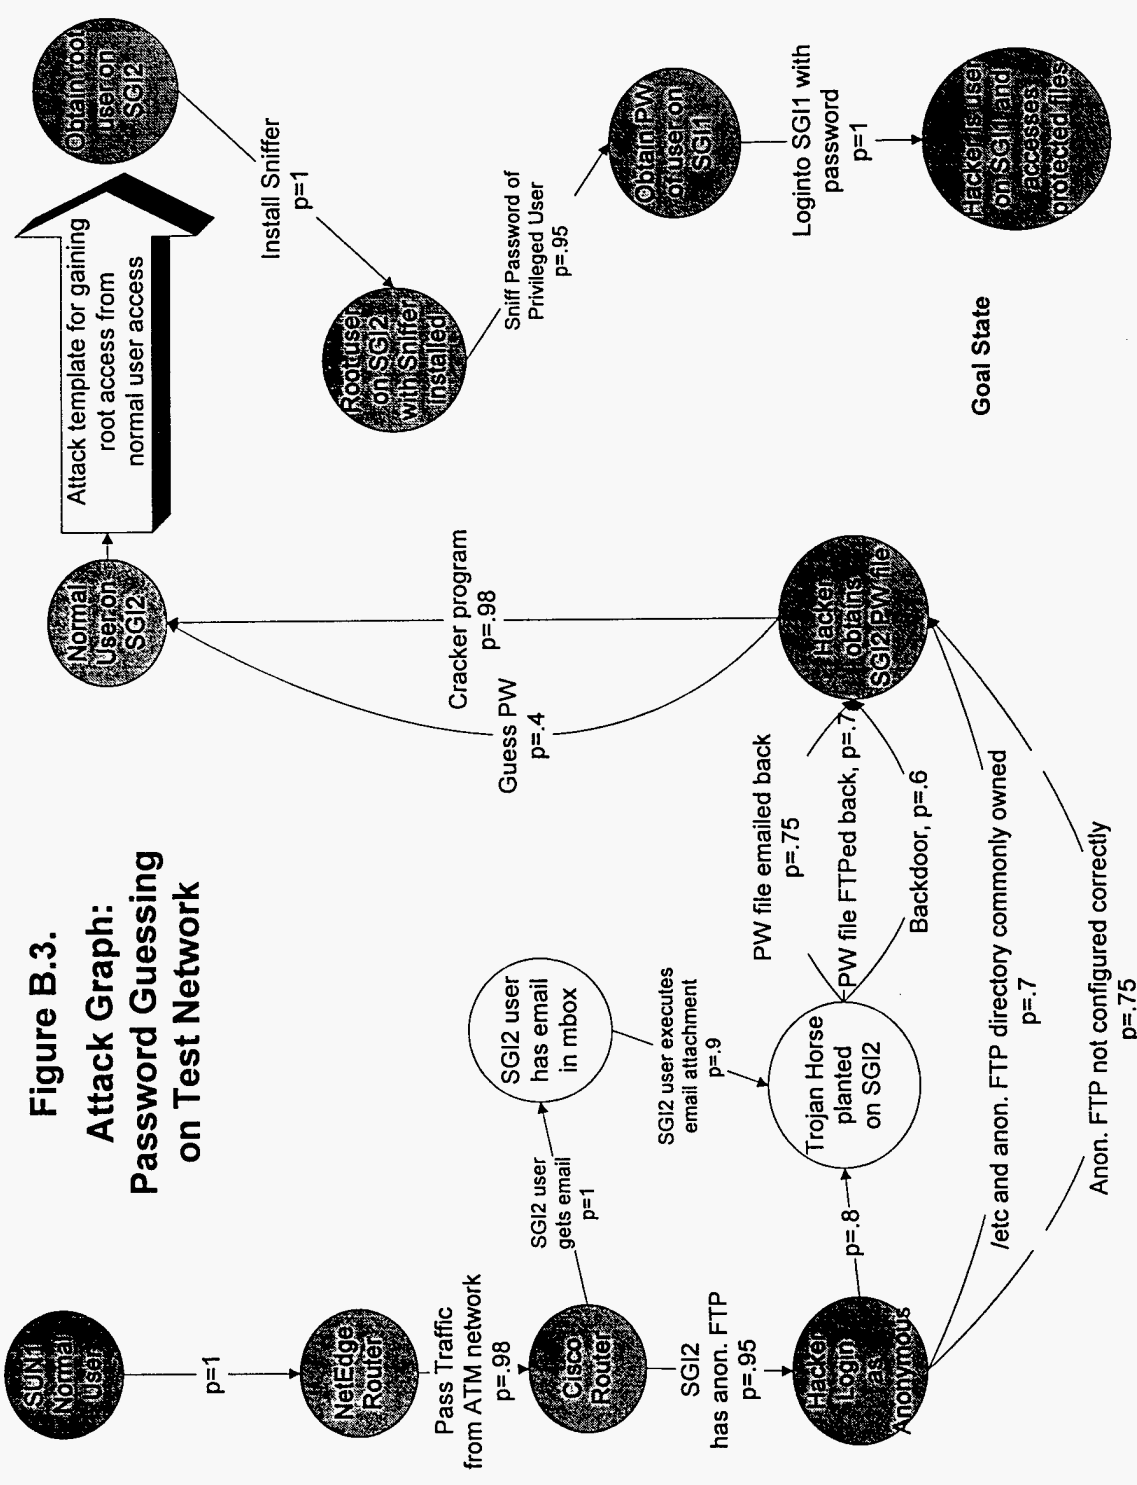 Figure B.3.
Attack Graph:
Password Guessing
on Test Network
SUN1
Normal
User
p=1
NetEdge
Router
Pass Traffic
from ATM network
p=.98
Cisco
Router
SGI2 user
gets email
p=1
SGI2 user
has email
in mbox
SGI2 user executes
email attachment
p=.9
SGI2
has anon. FTP
p=.95
Hacker
Login
as
Anonymous
p=.8
Trojan Horse
planted
on SGI2
PW file emailed back
p=.75
PW file FTPed back, p=.7
Backdoor, p=.6
/etc and anon. FTP directory commonly owned
p=.7
Anon. FTP not configured correctly
p=.75
Hacker
obtains
SGI2 PW file
Guess PW
p=.4
Cracker program
p=.98
Normal
User on
SGI2
Attack template for gaining
root access from
normal user access
Obtain root
user on
SGI2
Install Sniffer
p=1
Root user
on SGI2
with Sniffer
installed
Sniff Password of
Privileged User
p=.95
Obtain PW
of user on
SGI1
Loginto SGI1 with
password
p=1
Hacker is user
on SGI1 and
accesses
protected files
Goal State